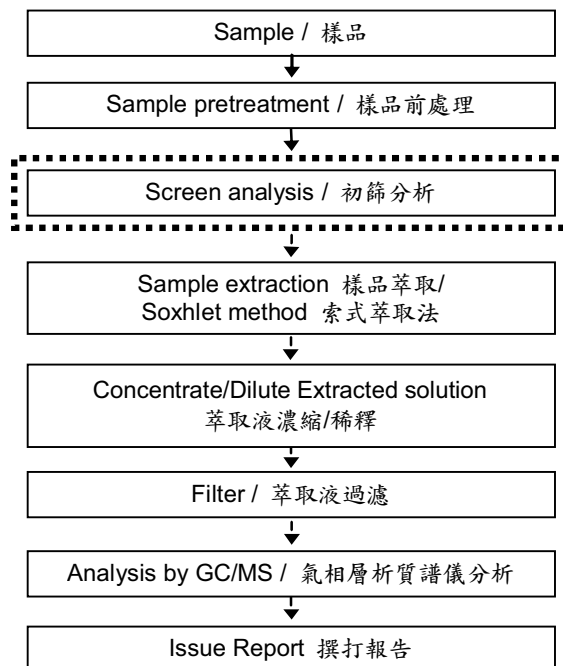 Sample / 樣品
Sample pretreatment / 樣品前處理
Screen analysis / 初篩分析
Sample extraction 樣品萃取/
Soxhlet method 索式萃取法
Concentrate/Dilute Extracted solution
萃取液濃縮/稀釋
Filter / 萃取液過濾
Analysis by GC/MS / 氣相層析質譜儀分析
Issue Report 撰打報告